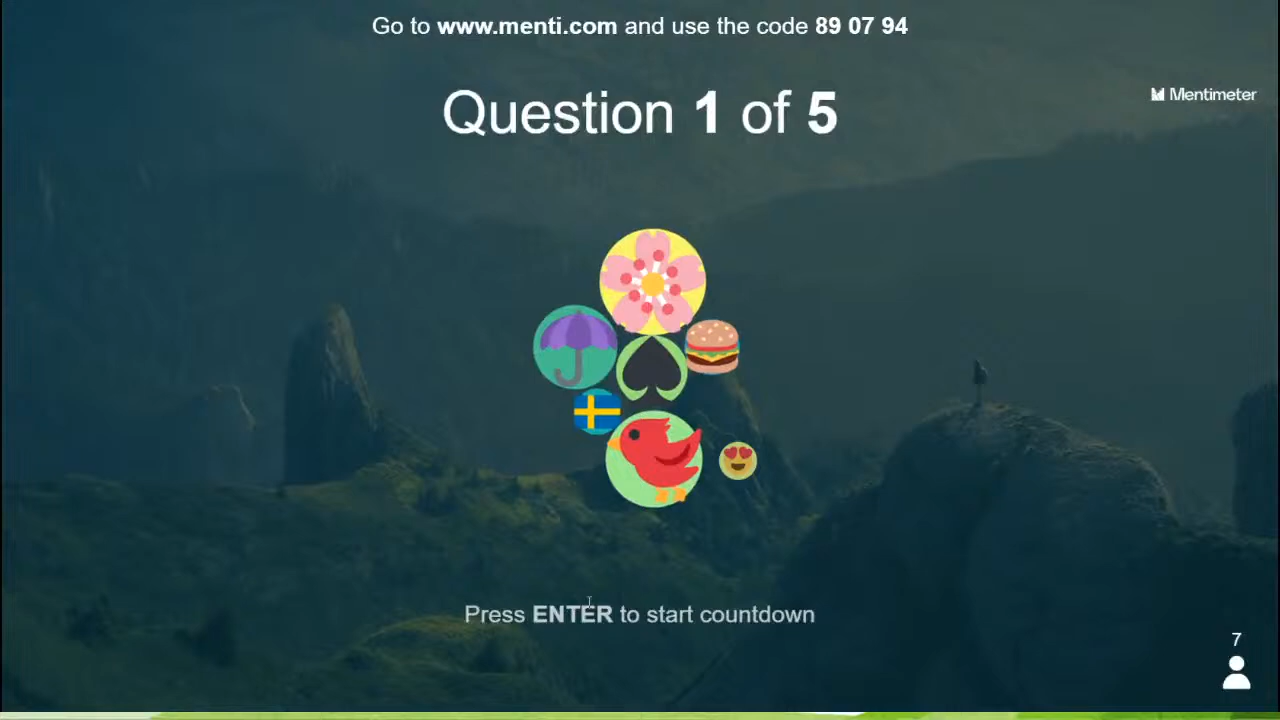 Go to www.menti.com and use the code 89 07 94
Mentimeter
Question 1 of 5
Press ENTER to start countdown
7